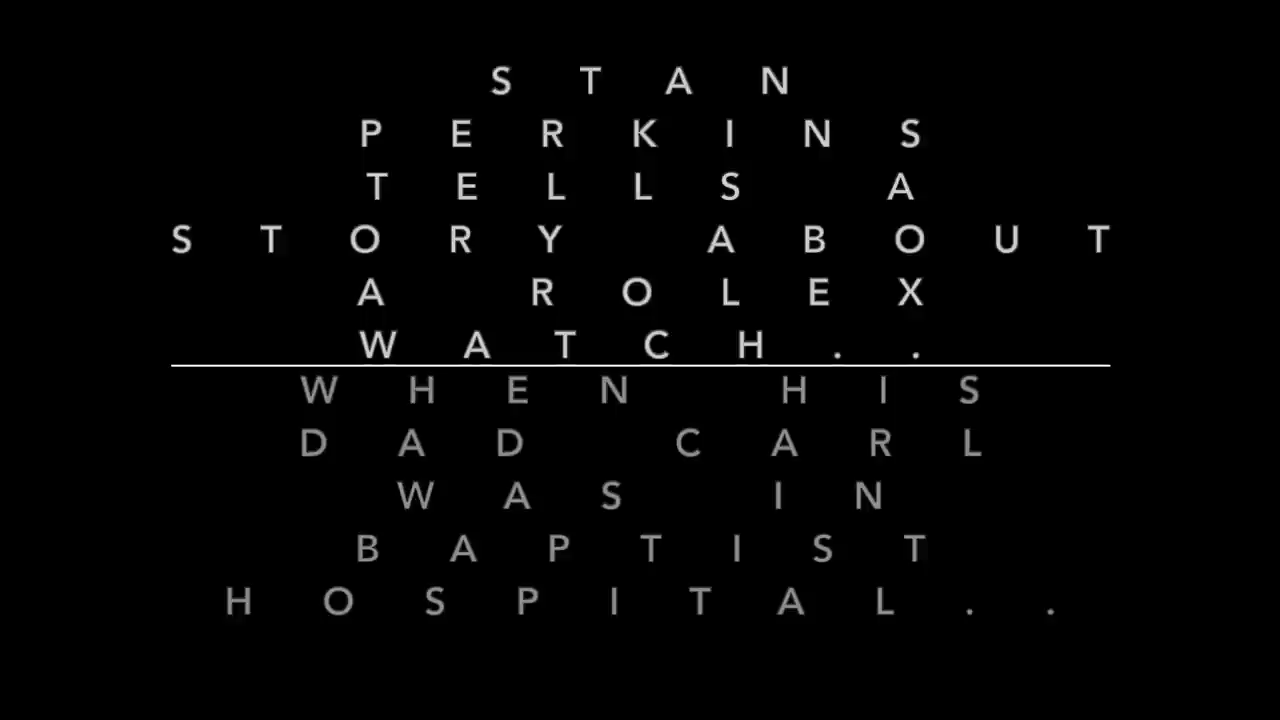 STAN
PERKINS
TELLS A
STORY ABOUT
A ROLEX
WATCH..
WHEN HIS
DAD CARL
WAS IN
BAPTIST
HOSPITAL..